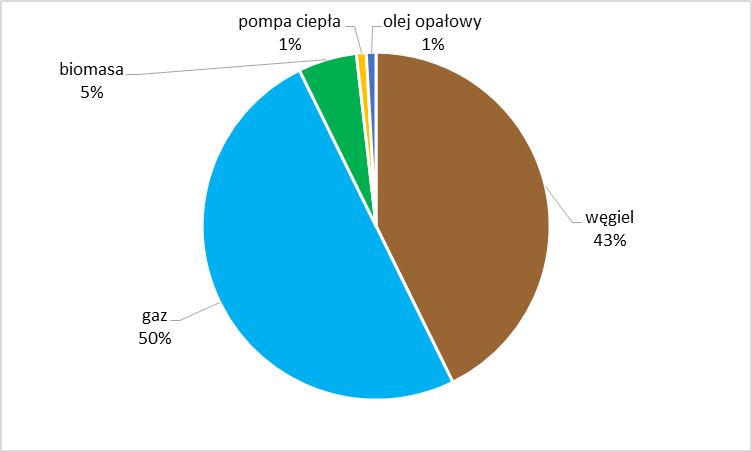 pompa ciepła
1%
olej opałowy
1%
biomasa
5%
węgiel
43%
gaz
50%